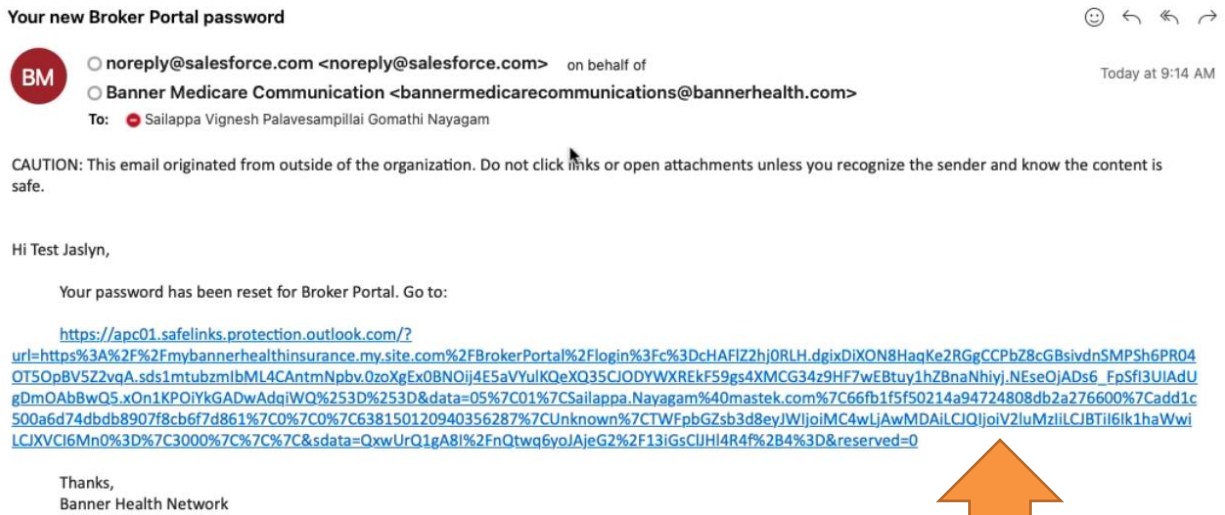 Your new Broker Portal password
BM
noreply@salesforce.com <noreply@salesforce.com> on behalf of
Today at 9:14 AM
Banner Medicare Communication <bannermedicarecommunications@bannerhealth.com>
To: Sailappa Vignesh Palavesampillai Gomathi Nayagam
CAUTION: This email originated from outside of the organization. Do not click links or open attachments unless you recognize the sender and know the content is
safe.
Hi Test Jaslyn,
Your password has been reset for Broker Portal. Go to:
https://apc01.safelinks.protection.outlook.com/?
url=https%3A%2F%2Fmybannerhealthinsurance.my.site.com%2FBrokerPortal%2Flogin%3Fc%3DcHAFlZ2hj0RLH.dgixDiXON8HaqKe2RGgCCPbZ8cGBsivdnSMPSh6PR04
OT5OpBV5Z2vqA.sds1mtubzmIbML4CAntmNpbv.0zoXgEx0BNOij4E5aVYulKQeXQ35CJODYWXREkF59gs4XMCG34z9HF7wEBtuy1hZBnaNhiyj.NEseOjADs6_FpSfI3UIAdU
gDmOAbBwQ5.xOn1KPOiYkGADwAdqiWQ%253D%253D&data=05%7C01%7CSailappa.Nayagam%40mastek.com%7C66fb1f5f50214a94724808db2a276600%7Cadd1c
500a6d74dbdb8907f8cb6f7d861%7C0%7C0%7C638150120940356287%7CUnknown%7CTWFpbGZsb3d8eyJWIjoiMC4wLjAwMDAiLCJQIjoiV2luMzIiLCJBTiI6Ik1haWwi
LCJXVCI6Mn0%3D%7C3000%7C%7C%7C&sdata=QxwUrQ1gA8I%2FnQtwq6yoJAjeG2%2F13iGsClJHl4R4f%2B4%3D&reserved=0
Thanks,
Banner Health Network